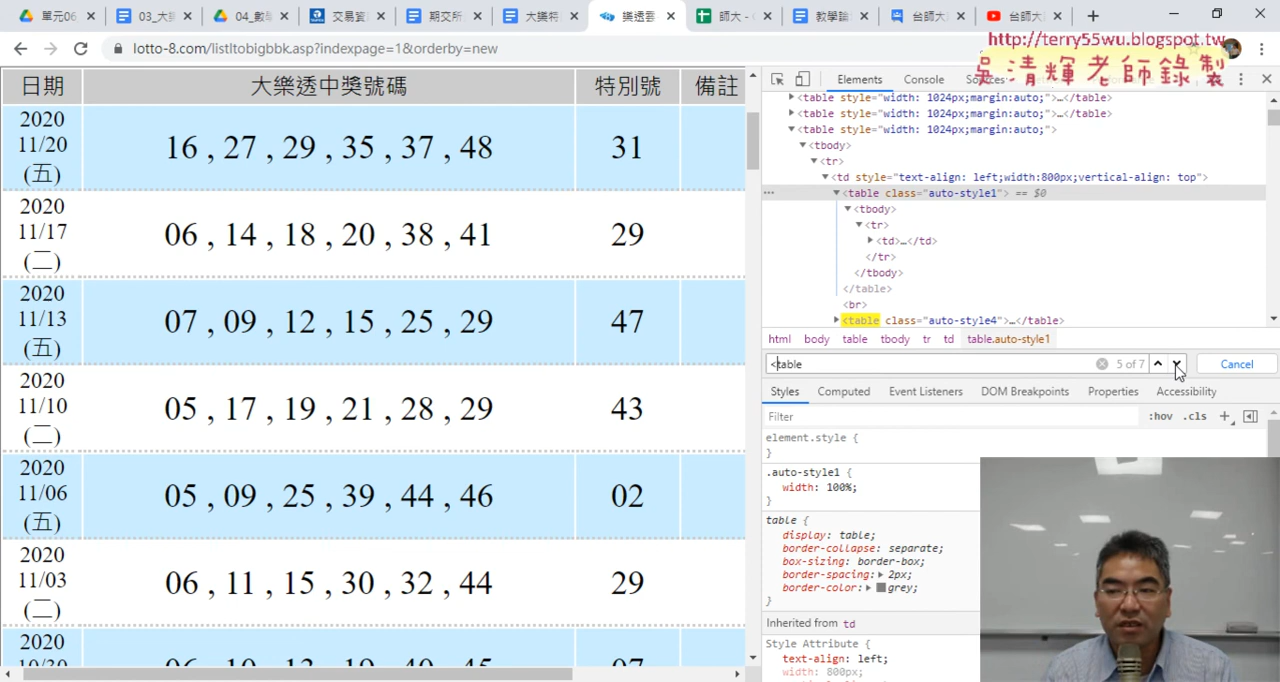 單元06
03_大樂
04_數學
交易資
期交所
大樂特
樂透雲
師大 -
教學論
台師大
台師大
lotto-8.com/listltobigbbk.asp?indexpage=1&orderby=new
http://terry55wu.blogspot.tw
吳清輝老師錄製
日期 大樂透中獎號碼 特別號 備註
2020
11/20
(五)
16 , 27 , 29 , 35 , 37 , 48 31
2020
11/17
(二)
06 , 14 , 18 , 20 , 38 , 41 29
2020
11/13
(五)
07 , 09 , 12 , 15 , 25 , 29 47
2020
11/10
(二)
05 , 17 , 19 , 21 , 28 , 29 43
2020
11/06
(五)
05 , 09 , 25 , 39 , 44 , 46 02
2020
11/03
(二)
06 , 11 , 15 , 30 , 32 , 44 29
2020
10/30
Elements Console Sources
<table style="width: 1024px;margin:auto;">…</table>
<table style="width: 1024px;margin:auto;">…</table>
<table style="width: 1024px;margin:auto;">
<tbody>
<tr>
<td style="text-align: left;width:800px;vertical-align: top">
<table class="auto-style1"> == $0
<tbody>
<tr>
<td>…</td>
</tr>
</tbody>
</table>
<br>
<table class="auto-style4">…</table>
html body table tbody tr td table.auto-style1
<table 5 of 7 Cancel
Styles Computed Event Listeners DOM Breakpoints Properties Accessibility
Filter :hov .cls +
element.style {
}
.auto-style1 {
width: 100%;
}
table {
display: table;
border-collapse: separate;
box-sizing: border-box;
border-spacing: 2px;
border-color: grey;
}
Inherited from td
Style Attribute {
text-align: left;
width: 800px;